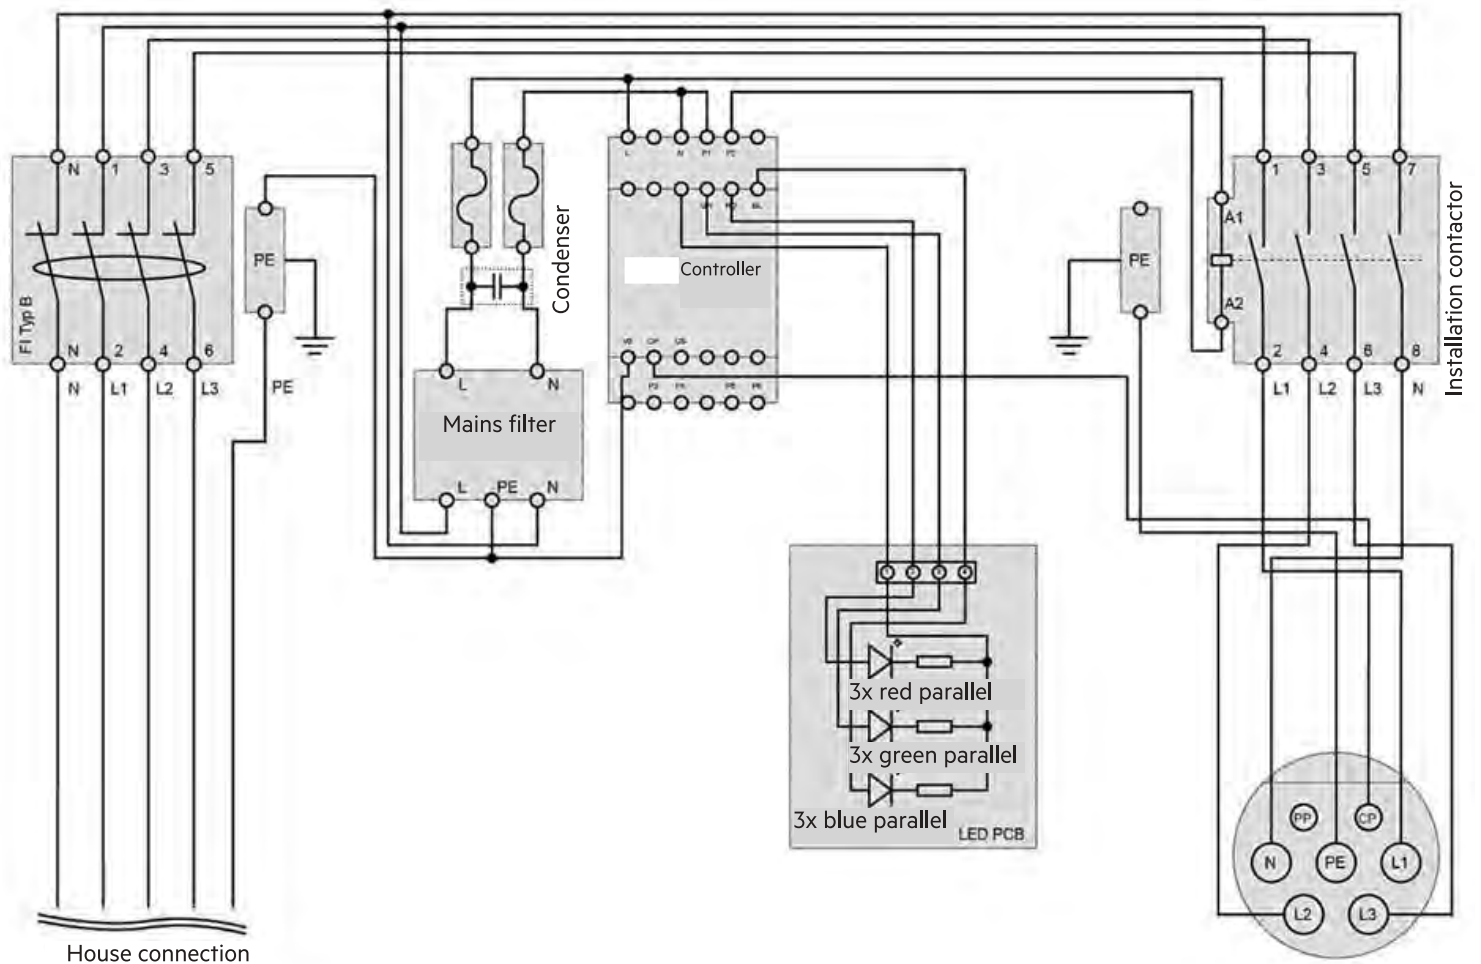 N 1 3 5
PE
FI Typ B
N 2 4 6
N L1 L2 L3 PE
House connection
Condenser
L N
Mains filter
L PE N
L N P1
Controller
CP
3x red parallel
3x green parallel
3x blue parallel
LED PCB
PE
A1
A2
1 3 5 7
2 4 6 8
L1 L2 L3 N
Installation contactor
PP CP
N PE L1
L2 L3